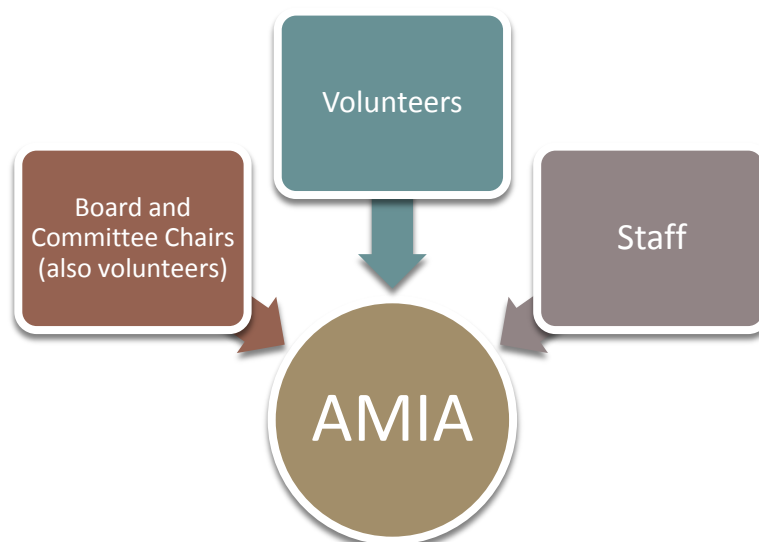 Volunteers
Board and
Committee Chairs
(also volunteers)
Staff
AMIA